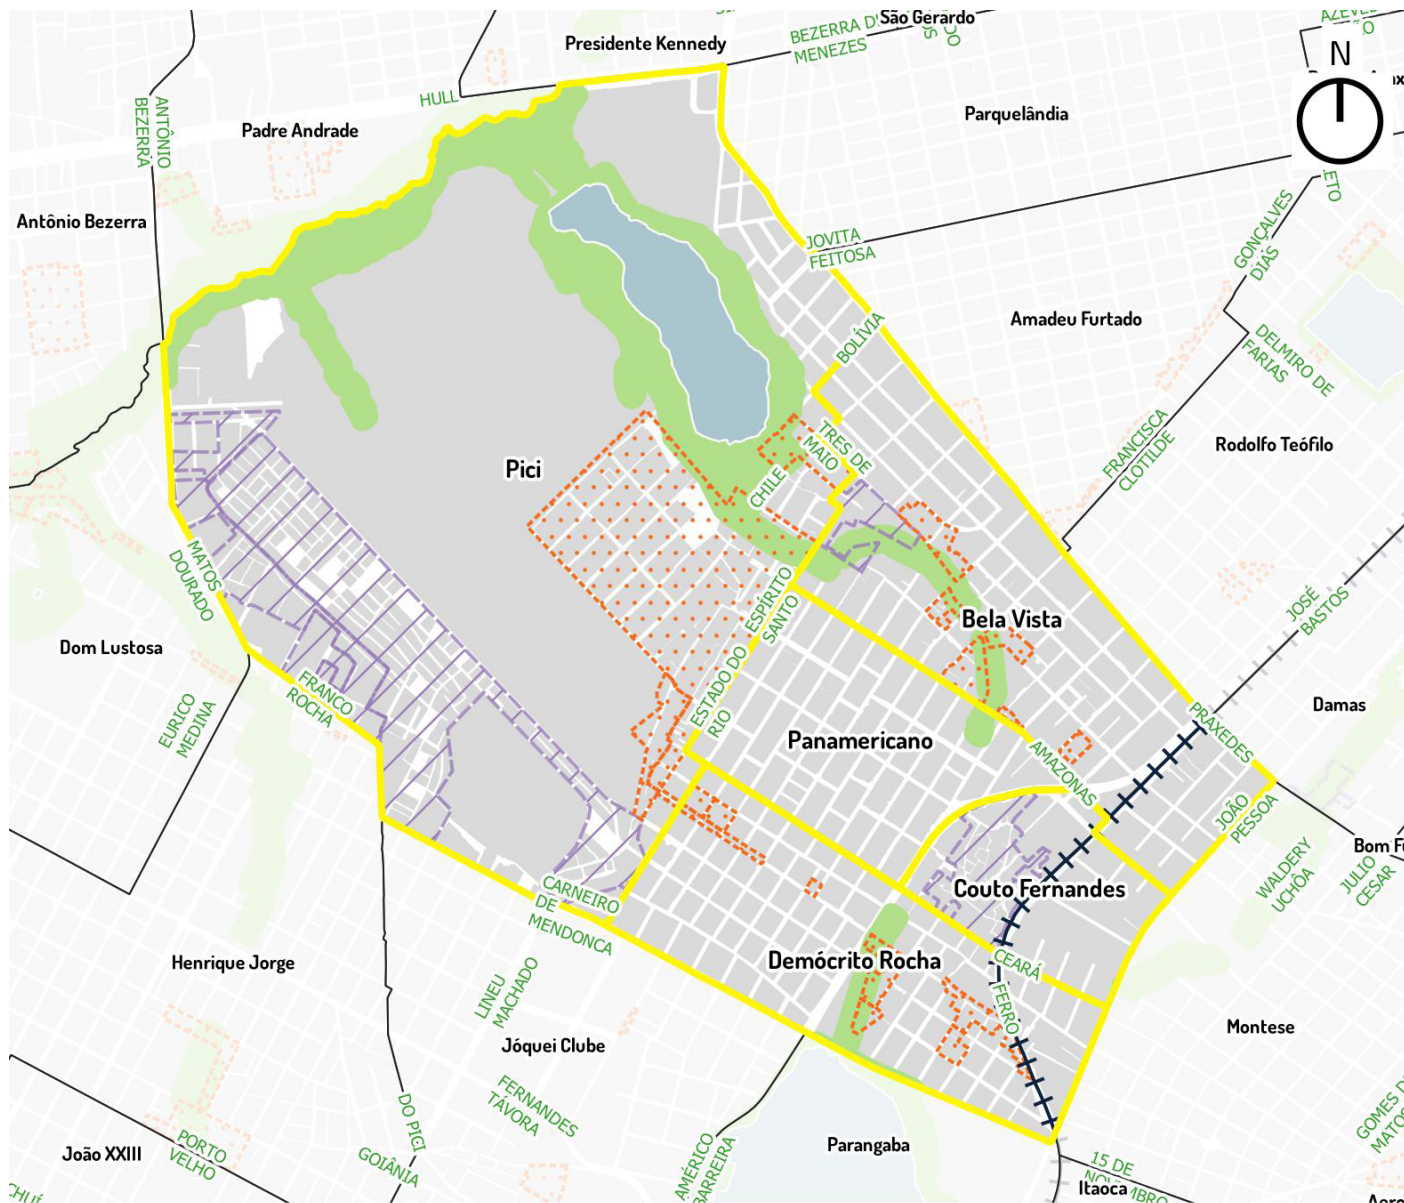 São Gerardo
BEZERRA DE
MENEZES
Presidente Kennedy
N
HULL
Parquelândia
ANTÔNIO
BEZERRA
Padre Andrade
Antônio Bezerra
GONÇALVES
DIAS
JOVITA
FEITOSA
Amadeu Furtado
BOLÍVIA
DELMIRO DE
FARIAS
FRANCISCA
CLOTILDE
Rodolfo Teófilo
TRES DE
MAIO
Pici
CHILE
MATOS
DOURADO
ESPÍRITO
SANTO
JOSÉ
BASTOS
Bela Vista
Dom Lustosa
ESTADO DO
RIO
FRANCO
ROCHA
EURICO
MEDINA
PRAXEDES
Damas
Panamericano
AMAZONAS
JOÃO
PESSOA
WALDERY
UCHÔA
JULIO
CESAR
Couto Fernandes
CARNEIRO
DE
MENDONCA
Demócrito Rocha
CEARÁ
Henrique Jorge
LINEU
MACHADO
FERRO
Montese
Jóquei Clube
FERNANDES
TÁVORA
DO PICI
GOIÂNIA
PORTO
VELHO
João XXIII
AMÉRICO
BARREIRA
Parangaba
15 DE
Itaoca